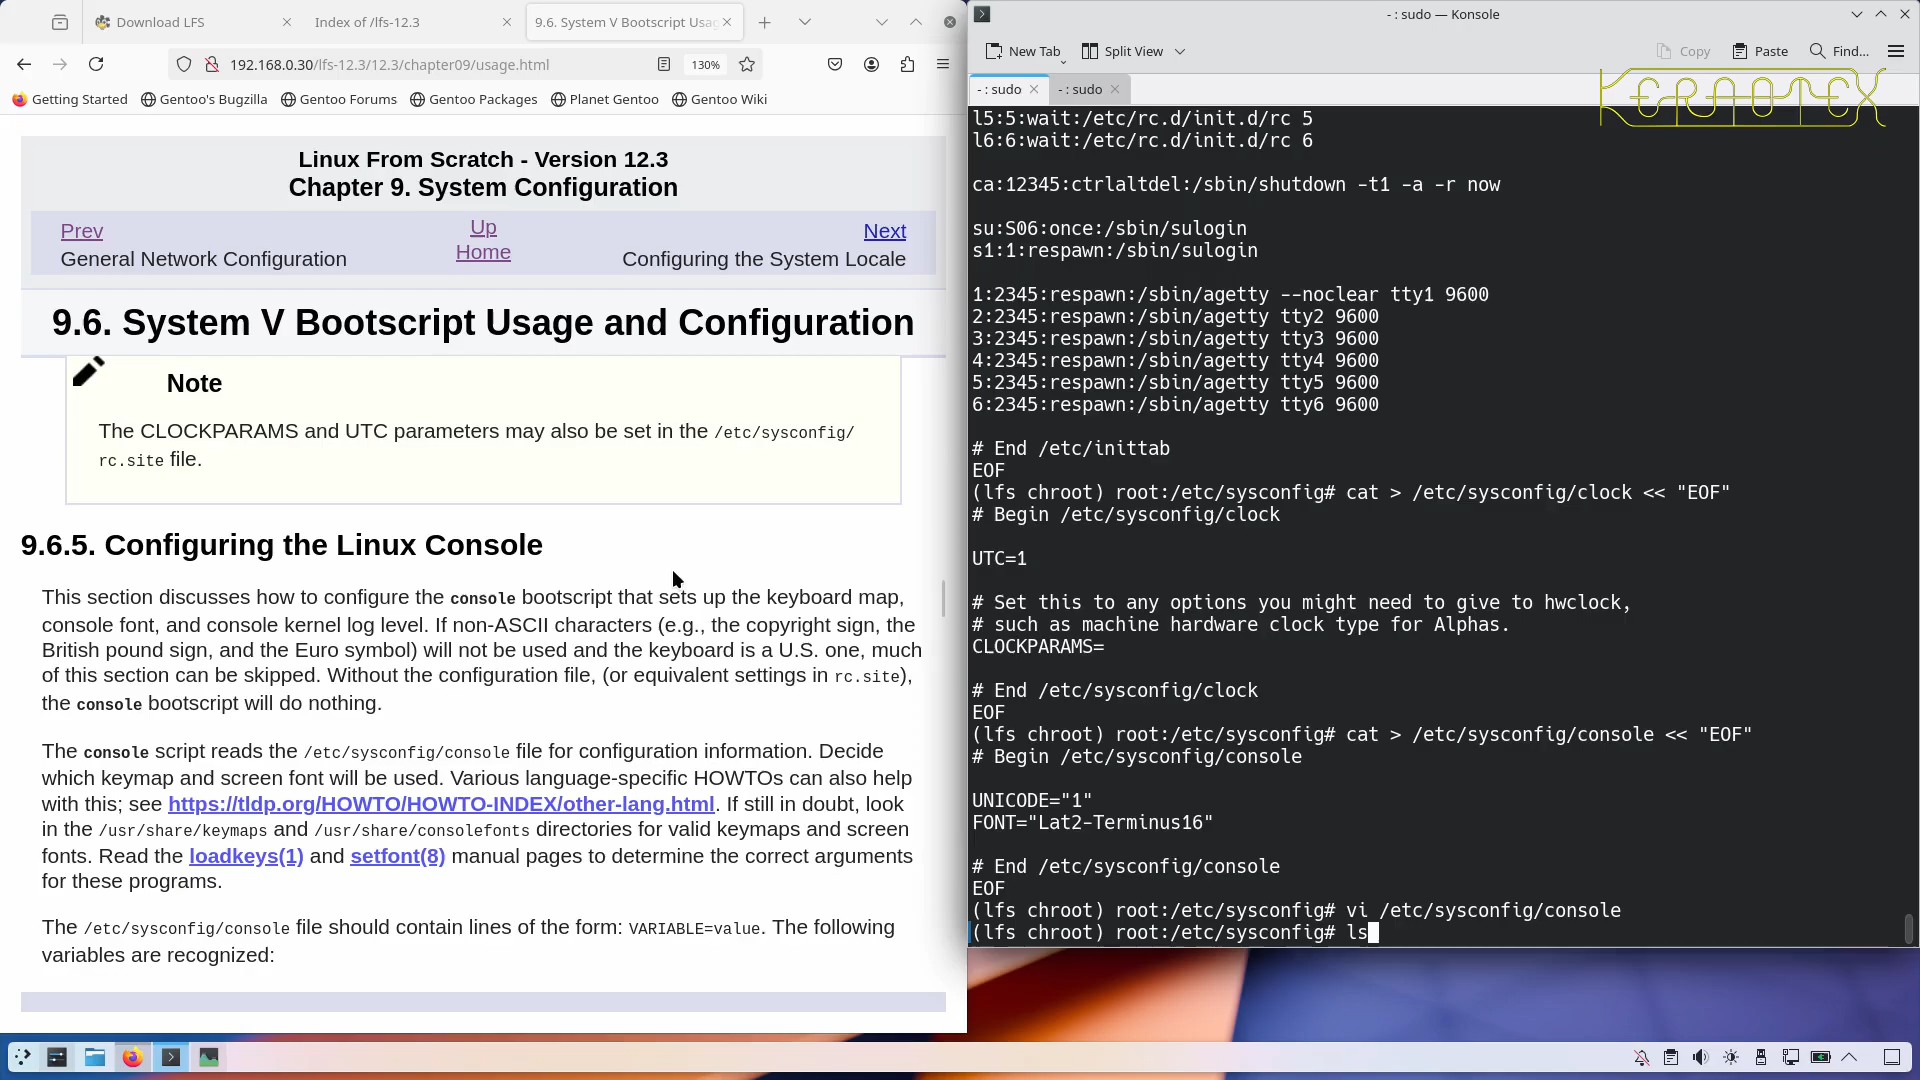 Download LFS
Index of /lfs-12.3
9.6. System V Bootscript Usag
192.168.0.30/lfs-12.3/12.3/chapter09/usage.html
130%
Getting Started
Gentoo's Bugzilla
Gentoo Forums
Gentoo Packages
Planet Gentoo
Gentoo Wiki
Linux From Scratch - Version 12.3
Chapter 9. System Configuration
Prev
Up
Next
Home
General Network Configuration
Configuring the System Locale
9.6. System V Bootscript Usage and Configuration
Note
The CLOCKPARAMS and UTC parameters may also be set in the /etc/sysconfig/
rc.site file.
9.6.5. Configuring the Linux Console
This section discusses how to configure the console bootscript that sets up the keyboard map,
console font, and console kernel log level. If non-ASCII characters (e.g., the copyright sign, the
British pound sign, and the Euro symbol) will not be used and the keyboard is a U.S. one, much
of this section can be skipped. Without the configuration file, (or equivalent settings in rc.site),
the console bootscript will do nothing.
The console script reads the /etc/sysconfig/console file for configuration information. Decide
which keymap and screen font will be used. Various language-specific HOWTOs can also help
with this; see https://tldp.org/HOWTO/HOWTO-INDEX/other-lang.html. If still in doubt, look
in the /usr/share/keymaps and /usr/share/consolefonts directories for valid keymaps and screen
fonts. Read the loadkeys(1) and setfont(8) manual pages to determine the correct arguments
for these programs.
The /etc/sysconfig/console file should contain lines of the form: VARIABLE=value. The following
variables are recognized:
- : sudo — Konsole
New Tab
Split View
Copy
Paste
Find...
- : sudo
- : sudo
KEROOTEX
l5:5:wait:/etc/rc.d/init.d/rc 5
l6:6:wait:/etc/rc.d/init.d/rc 6
ca:12345:ctrlaltdel:/sbin/shutdown -t1 -a -r now
su:S06:once:/sbin/sulogin
s1:1:respawn:/sbin/sulogin
1:2345:respawn:/sbin/agetty --noclear tty1 9600
2:2345:respawn:/sbin/agetty tty2 9600
3:2345:respawn:/sbin/agetty tty3 9600
4:2345:respawn:/sbin/agetty tty4 9600
5:2345:respawn:/sbin/agetty tty5 9600
6:2345:respawn:/sbin/agetty tty6 9600
# End /etc/inittab
EOF
(lfs chroot) root:/etc/sysconfig# cat > /etc/sysconfig/clock << "EOF"
# Begin /etc/sysconfig/clock
UTC=1
# Set this to any options you might need to give to hwclock,
# such as machine hardware clock type for Alphas.
CLOCKPARAMS=
# End /etc/sysconfig/clock
EOF
(lfs chroot) root:/etc/sysconfig# cat > /etc/sysconfig/console << "EOF"
# Begin /etc/sysconfig/console
UNICODE="1"
FONT="Lat2-Terminus16"
# End /etc/sysconfig/console
EOF
(lfs chroot) root:/etc/sysconfig# vi /etc/sysconfig/console
(lfs chroot) root:/etc/sysconfig# ls